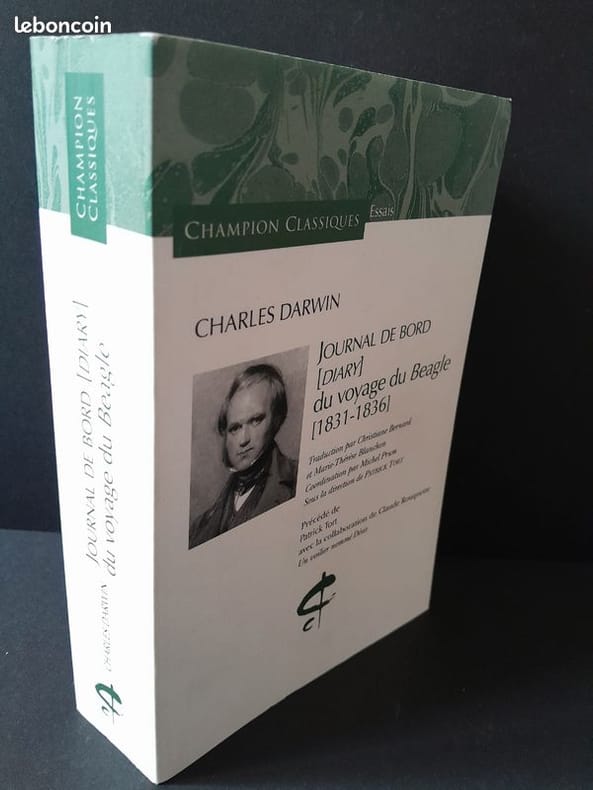 leboncoin
CHAMPION
CLASSIQUES
CHARLES DARWIN JOURNAL DE BORD [DIARY]
du voyage du Beagle
CHAMPION CLASSIQUES
Essais
CHARLES DARWIN
JOURNAL DE BORD
[DIARY]
du voyage du Beagle
[1831-1836]
Traduction par Christiane Bernard
et Marie-Thérèse Blanchon
Coordination par Michel Prum
Sous la direction de PATRICK TORT
Précédé de
Patrick Tort
avec la collaboration de Claude Rouquette
Un voilier nommé Désir